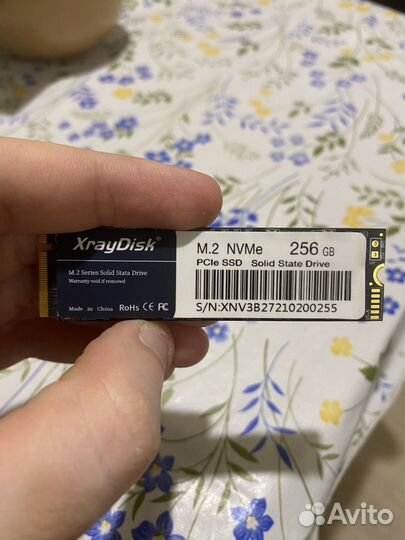 XrayDisk®
M.2 Series Solid Stata Drive
Warranty void if removed
Made in China RoHS CE FC
M.2 NVMe 256 GB
PCIe SSD Solid State Drive
S/N:XNV3B27210200255
Avito